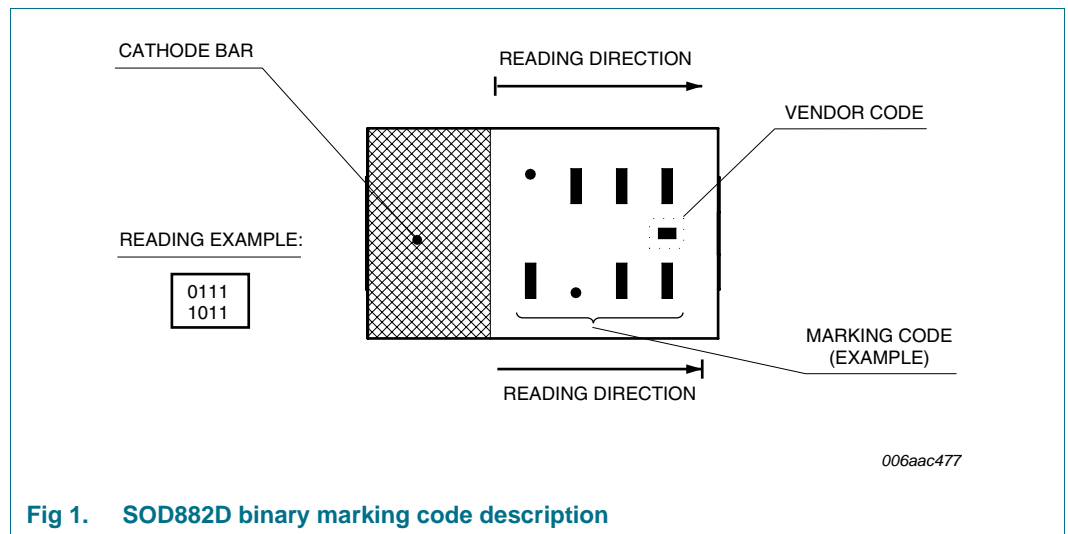 CATHODE BAR
READING DIRECTION
VENDOR CODE
READING EXAMPLE:
0111
1011
MARKING CODE
(EXAMPLE)
READING DIRECTION
006aac477
Fig 1. SOD882D binary marking code description